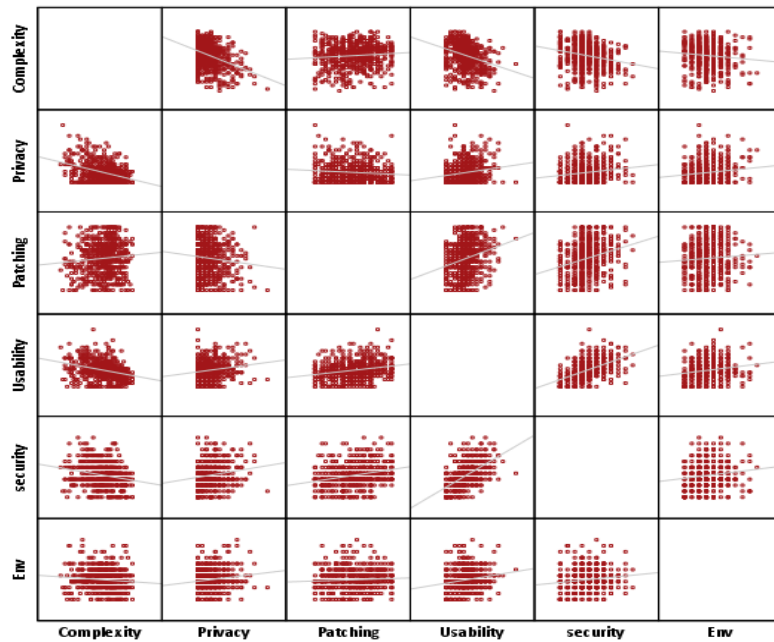 Complexity
Privacy
Patching
Usability
security
Env
Complexity Privacy Patching Usability security Env